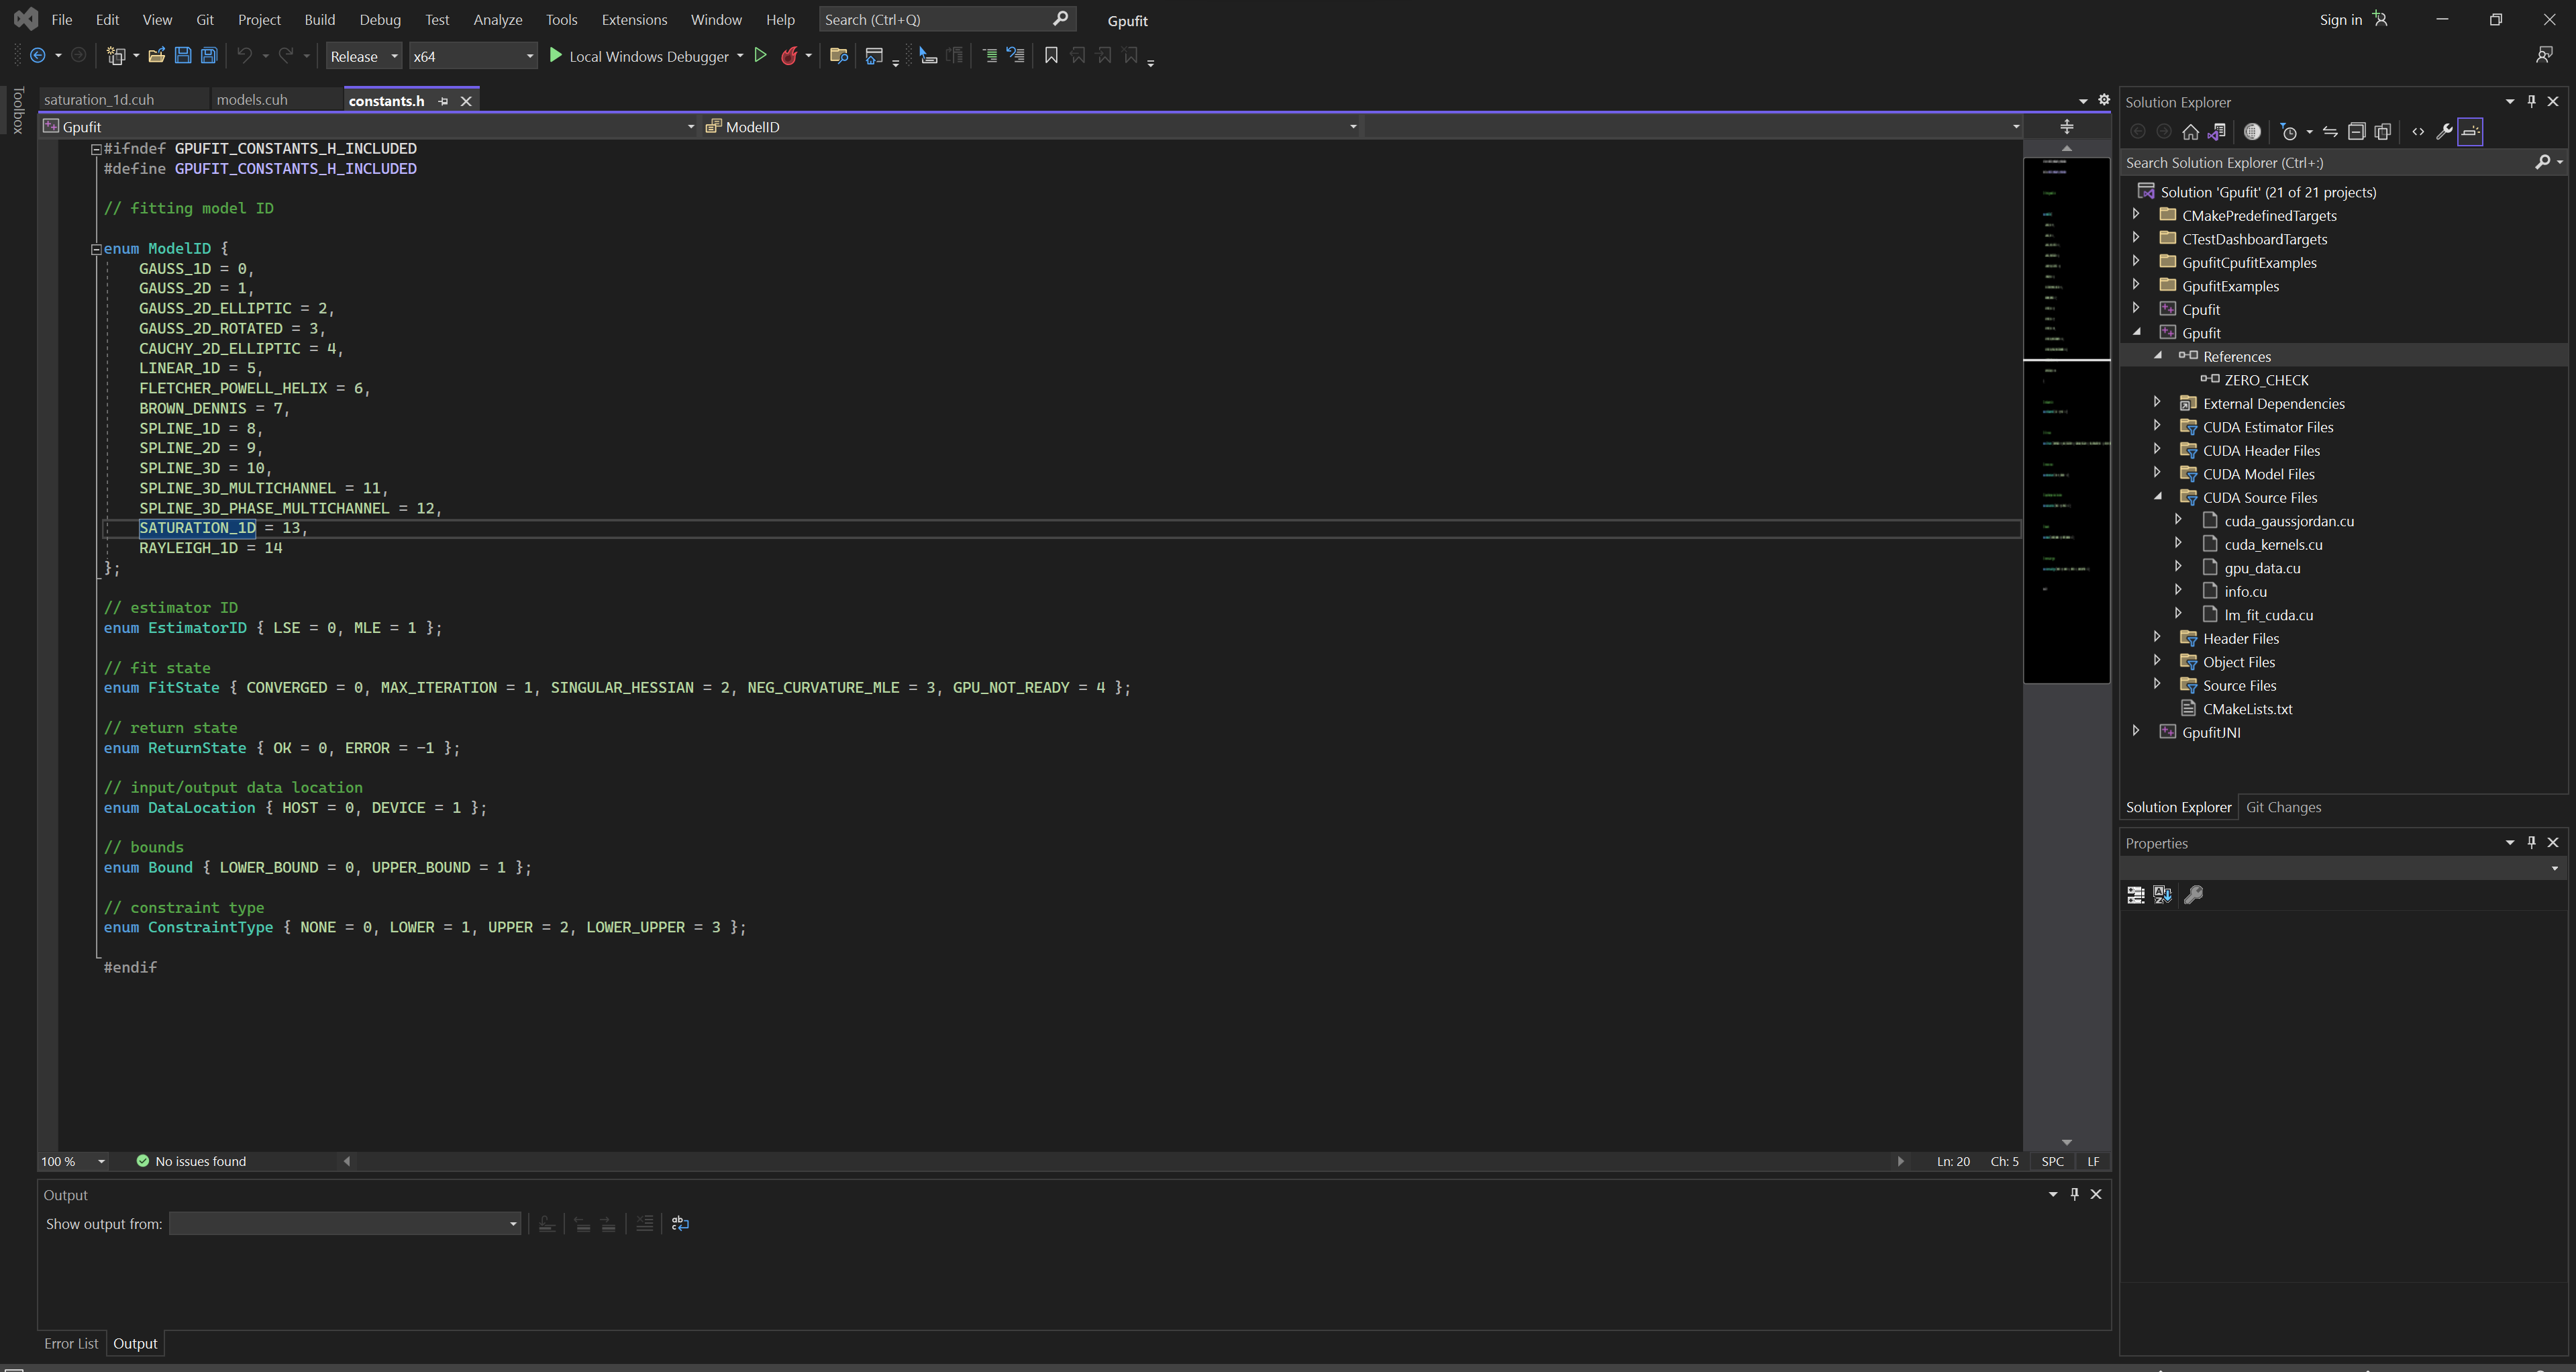 File Edit View Git Project Build Debug Test Analyze Tools Extensions Window Help Search (Ctrl+Q) Gpufit Sign in
Release x64 Local Windows Debugger
Toolbox
saturation_1d.cuh models.cuh constants.h
Gpufit ModelID
#ifndef GPUFIT_CONSTANTS_H_INCLUDED
#define GPUFIT_CONSTANTS_H_INCLUDED
// fitting model ID
enum ModelID {
GAUSS_1D = 0,
GAUSS_2D = 1,
GAUSS_2D_ELLIPTIC = 2,
GAUSS_2D_ROTATED = 3,
CAUCHY_2D_ELLIPTIC = 4,
LINEAR_1D = 5,
FLETCHER_POWELL_HELIX = 6,
BROWN_DENNIS = 7,
SPLINE_1D = 8,
SPLINE_2D = 9,
SPLINE_3D = 10,
SPLINE_3D_MULTICHANNEL = 11,
SPLINE_3D_PHASE_MULTICHANNEL = 12,
SATURATION_1D = 13,
RAYLEIGH_1D = 14
};
// estimator ID
enum EstimatorID { LSE = 0, MLE = 1 };
// fit state
enum FitState { CONVERGED = 0, MAX_ITERATION = 1, SINGULAR_HESSIAN = 2, NEG_CURVATURE_MLE = 3, GPU_NOT_READY = 4 };
// return state
enum ReturnState { OK = 0, ERROR = -1 };
// input/output data location
enum DataLocation { HOST = 0, DEVICE = 1 };
// bounds
enum Bound { LOWER_BOUND = 0, UPPER_BOUND = 1 };
// constraint type
enum ConstraintType { NONE = 0, LOWER = 1, UPPER = 2, LOWER_UPPER = 3 };
#endif
100 % No issues found Ln: 20 Ch: 5 SPC LF
Output
Show output from:
Error List Output
Solution Explorer
Search Solution Explorer (Ctrl+:)
Solution 'Gpufit' (21 of 21 projects)
CMakePredefinedTargets
CTestDashboardTargets
GpufitCpufitExamples
GpufitExamples
Cpufit
Gpufit
References
ZERO_CHECK
External Dependencies
CUDA Estimator Files
CUDA Header Files
CUDA Model Files
CUDA Source Files
cuda_gaussjordan.cu
cuda_kernels.cu
gpu_data.cu
info.cu
lm_fit_cuda.cu
Header Files
Object Files
Source Files
CMakeLists.txt
GpufitJNI
Solution Explorer Git Changes
Properties